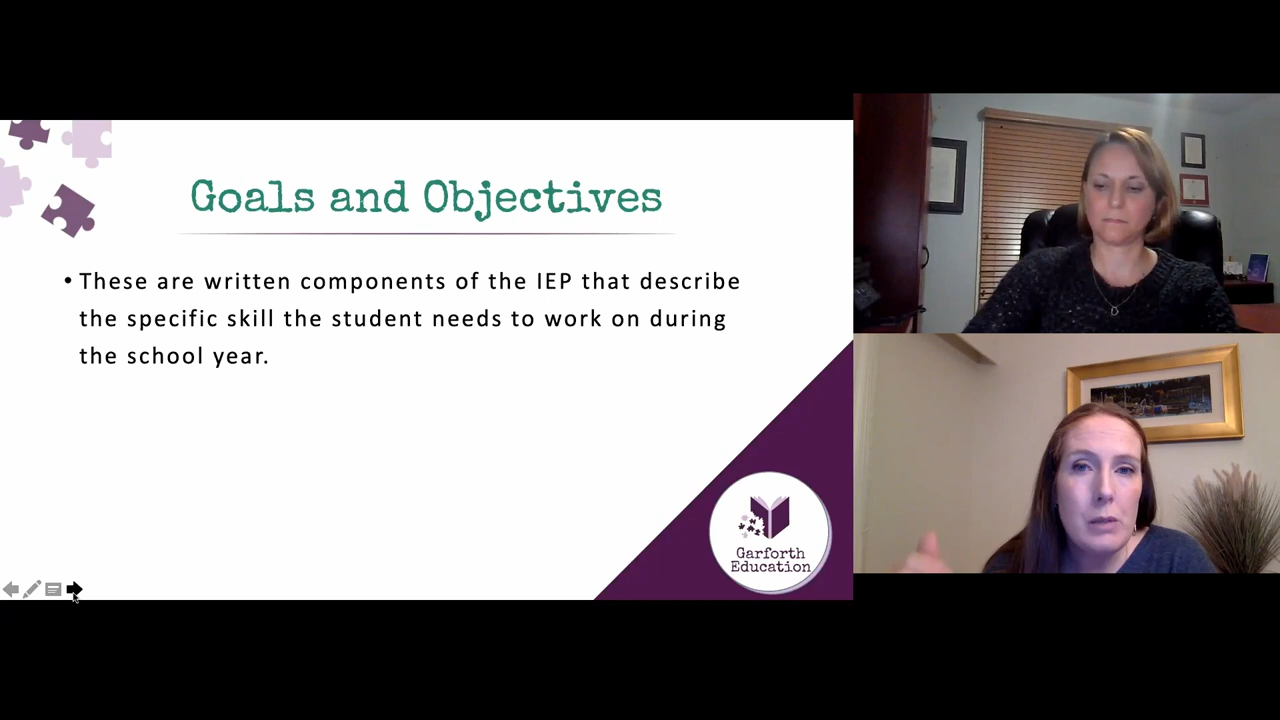 Goals and Objectives
• These are written components of the IEP that describe
the specific skill the student needs to work on during
the school year.
Garforth
Education